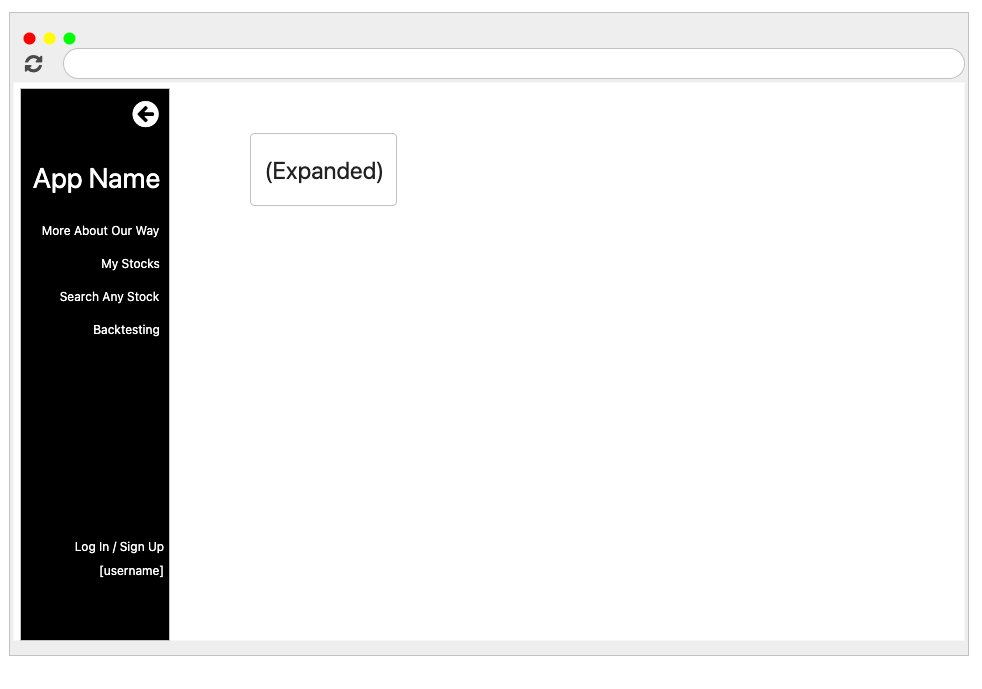 App Name
More About Our Way
My Stocks
Search Any Stock
Backtesting
Log In / Sign Up
[username]
(Expanded)